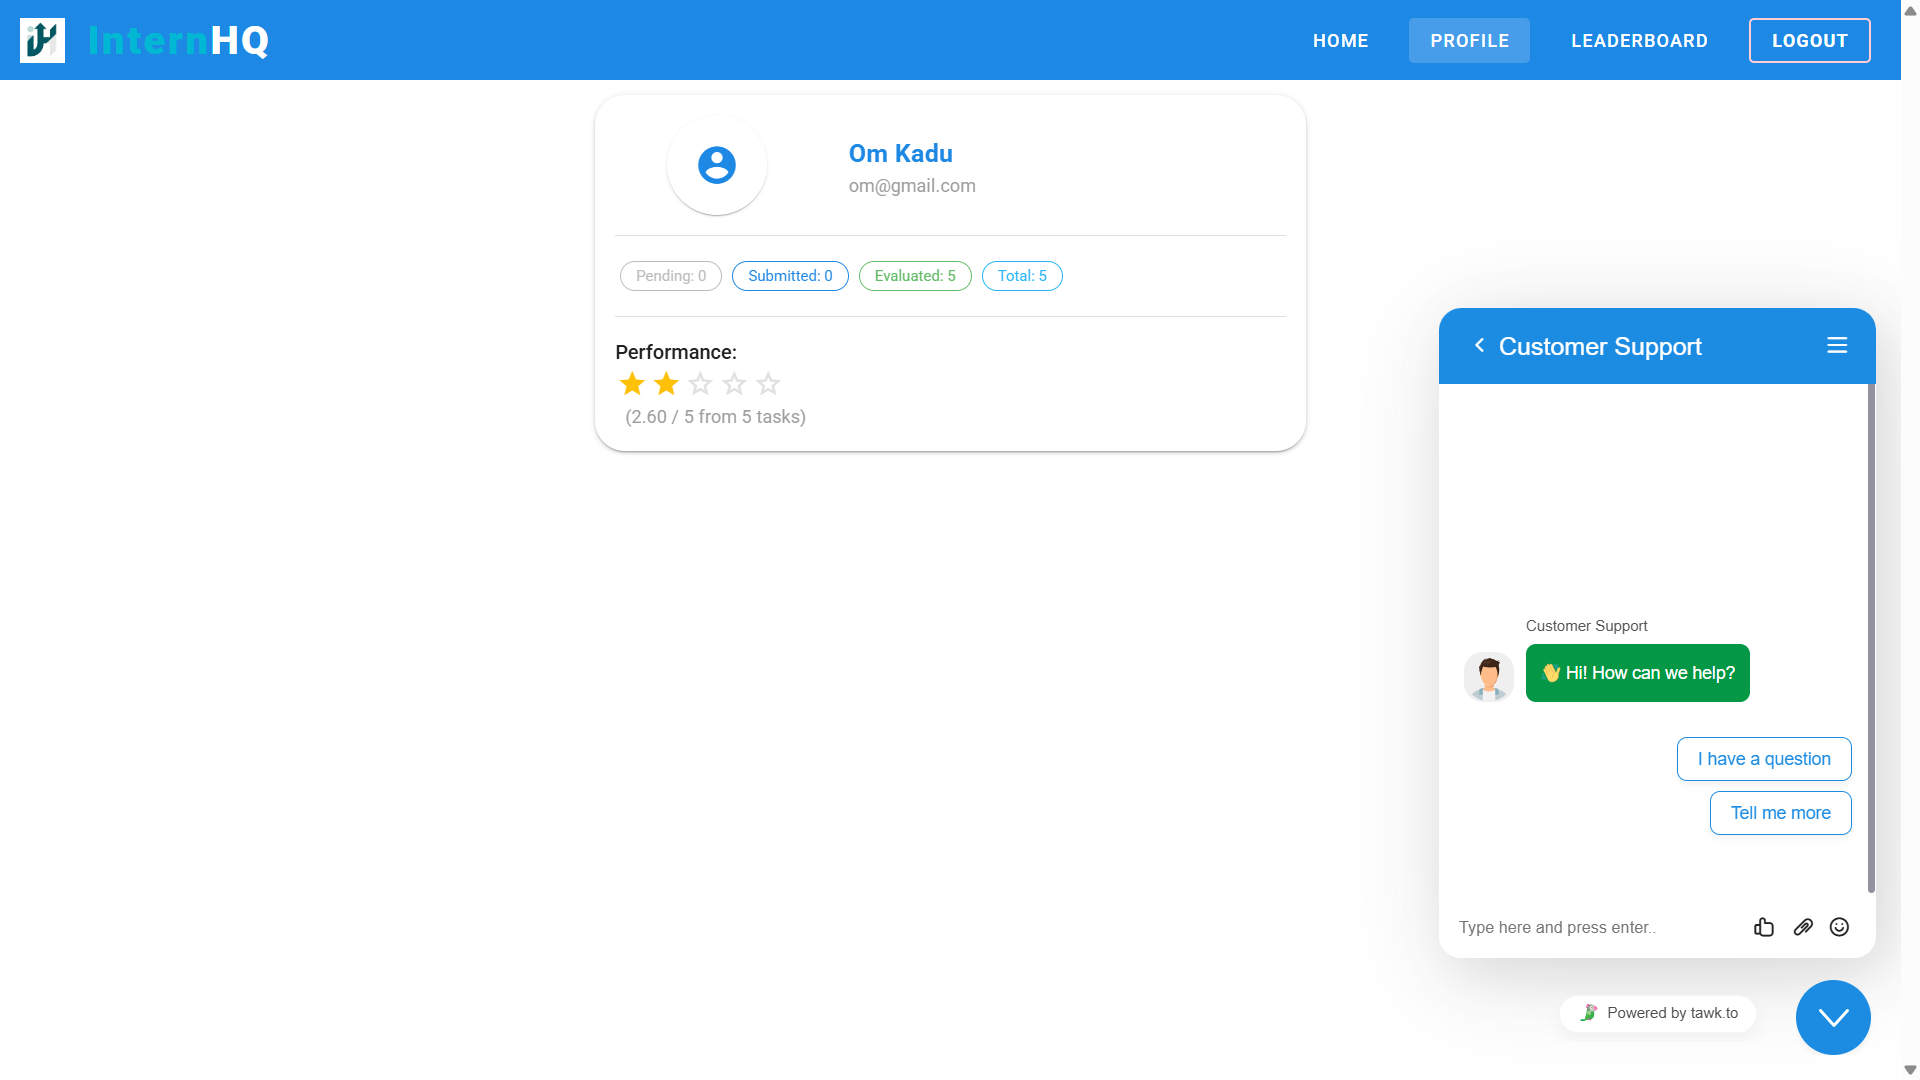 InternHQ
HOME
PROFILE
LEADERBOARD
LOGOUT
Om Kadu
om@gmail.com
Pending: 0
Submitted: 0
Evaluated: 5
Total: 5
Performance:
(2.60 / 5 from 5 tasks)
Customer Support
Customer Support
👋 Hi! How can we help?
I have a question
Tell me more
Type here and press enter..
Powered by tawk.to